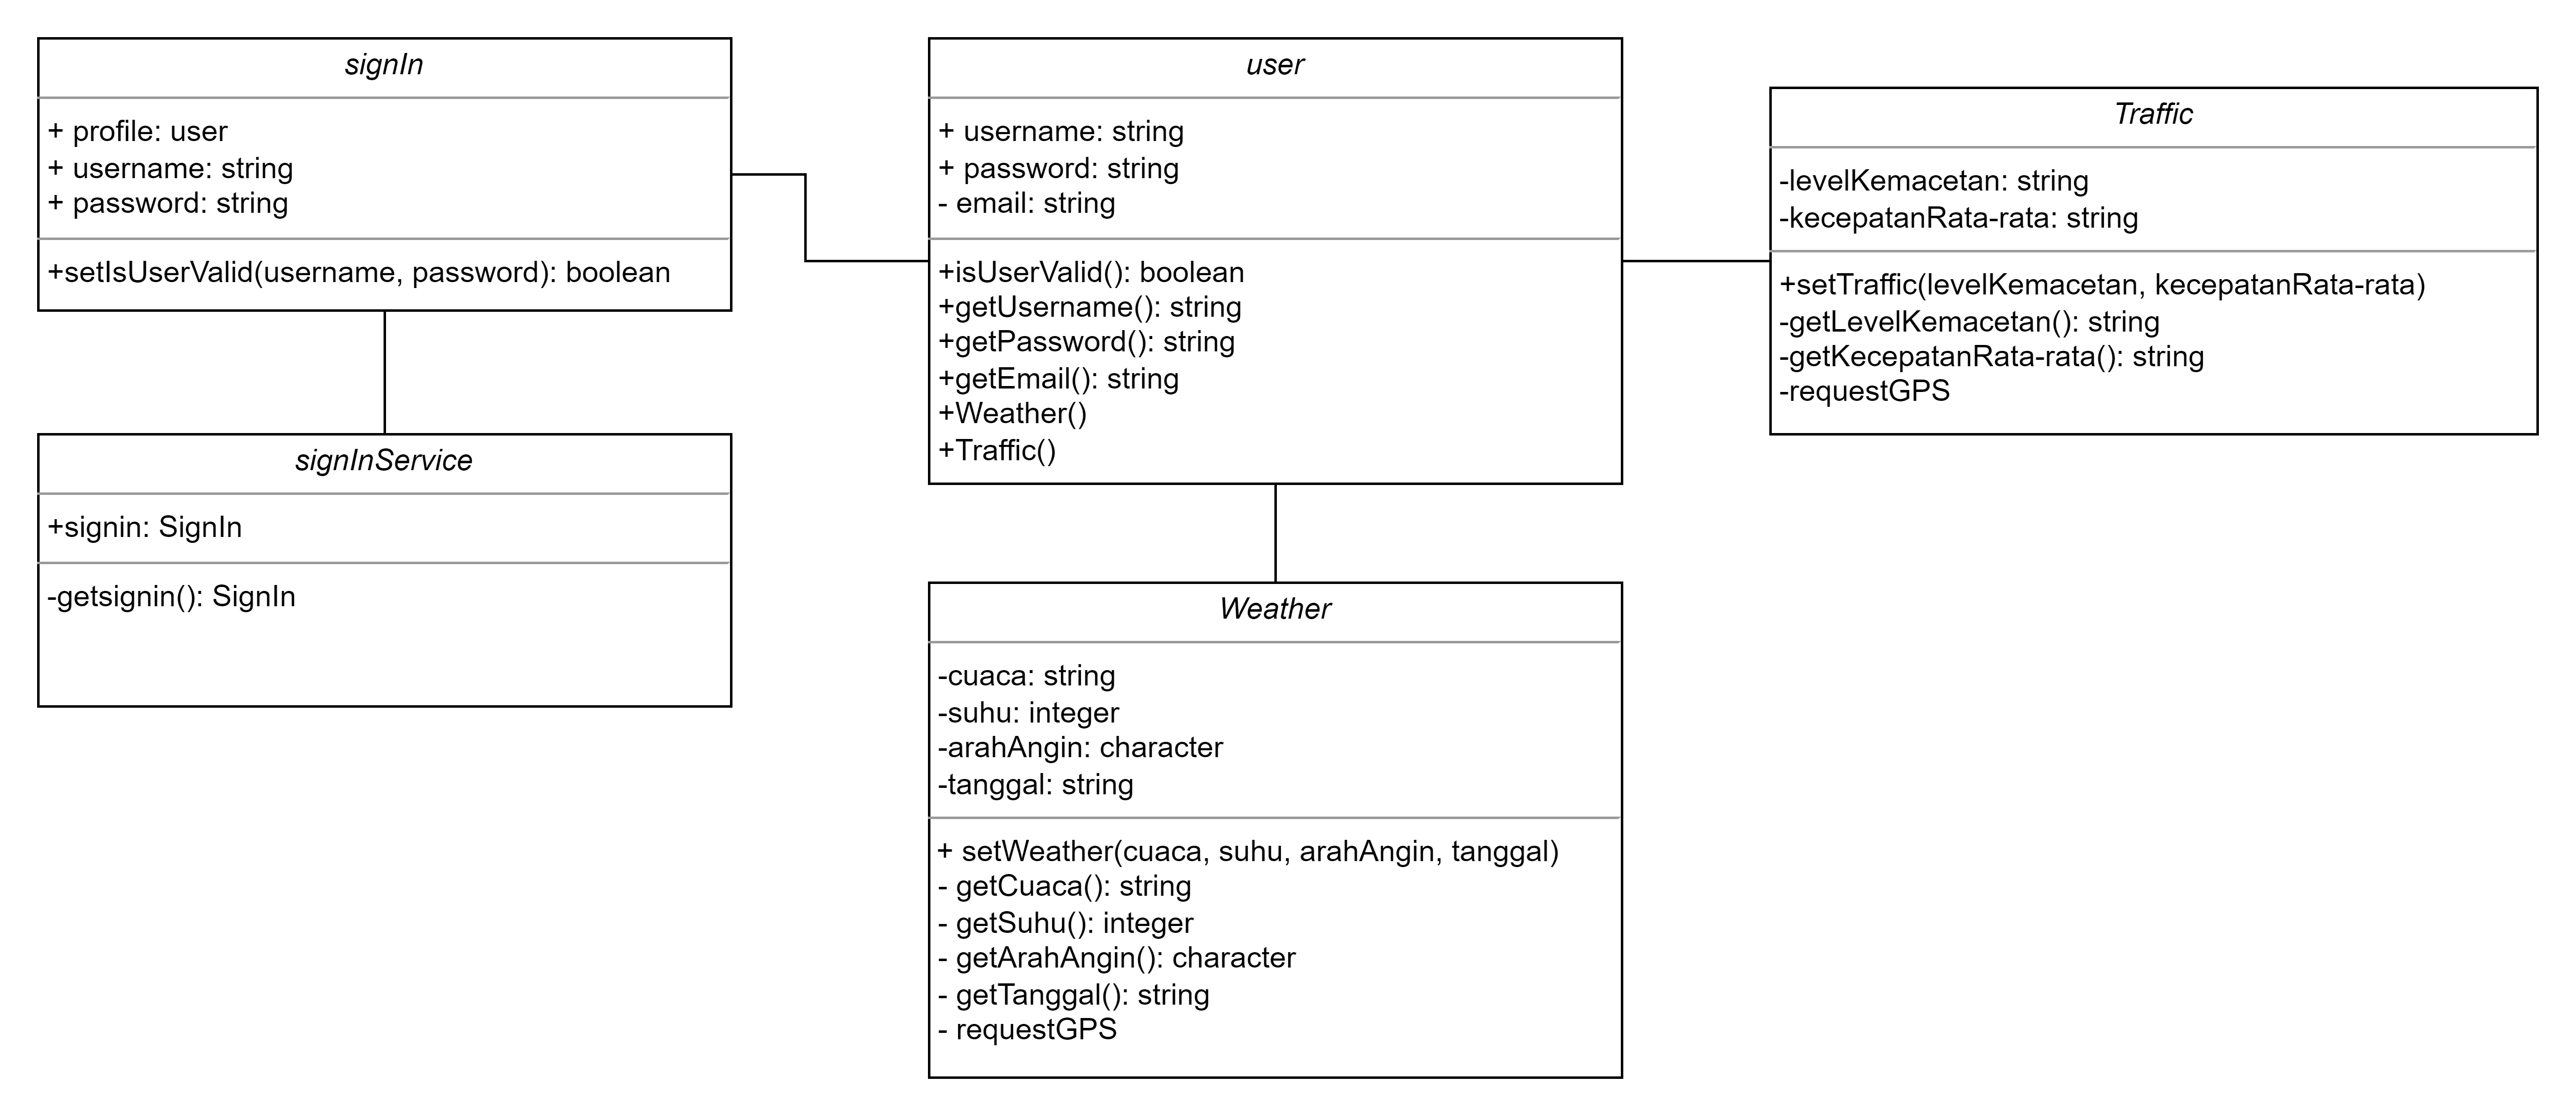 signIn
+ profile: user
+ username: string
+ password: string
+setIsUserValid(username, password): boolean
signInService
+signin: SignIn
-getsignin(): SignIn
user
+ username: string
+ password: string
- email: string
+isUserValid(): boolean
+getUsername(): string
+getPassword(): string
+getEmail(): string
+Weather()
+Traffic()
Weather
-cuaca: string
-suhu: integer
-arahAngin: character
-tanggal: string
+ setWeather(cuaca, suhu, arahAngin, tanggal)
- getCuaca(): string
- getSuhu(): integer
- getArahAngin(): character
- getTanggal(): string
- requestGPS
Traffic
-levelKemacetan: string
-kecepatanRata-rata: string
+setTraffic(levelKemacetan, kecepatanRata-rata)
-getLevelKemacetan(): string
-getKecepatanRata-rata(): string
-requestGPS